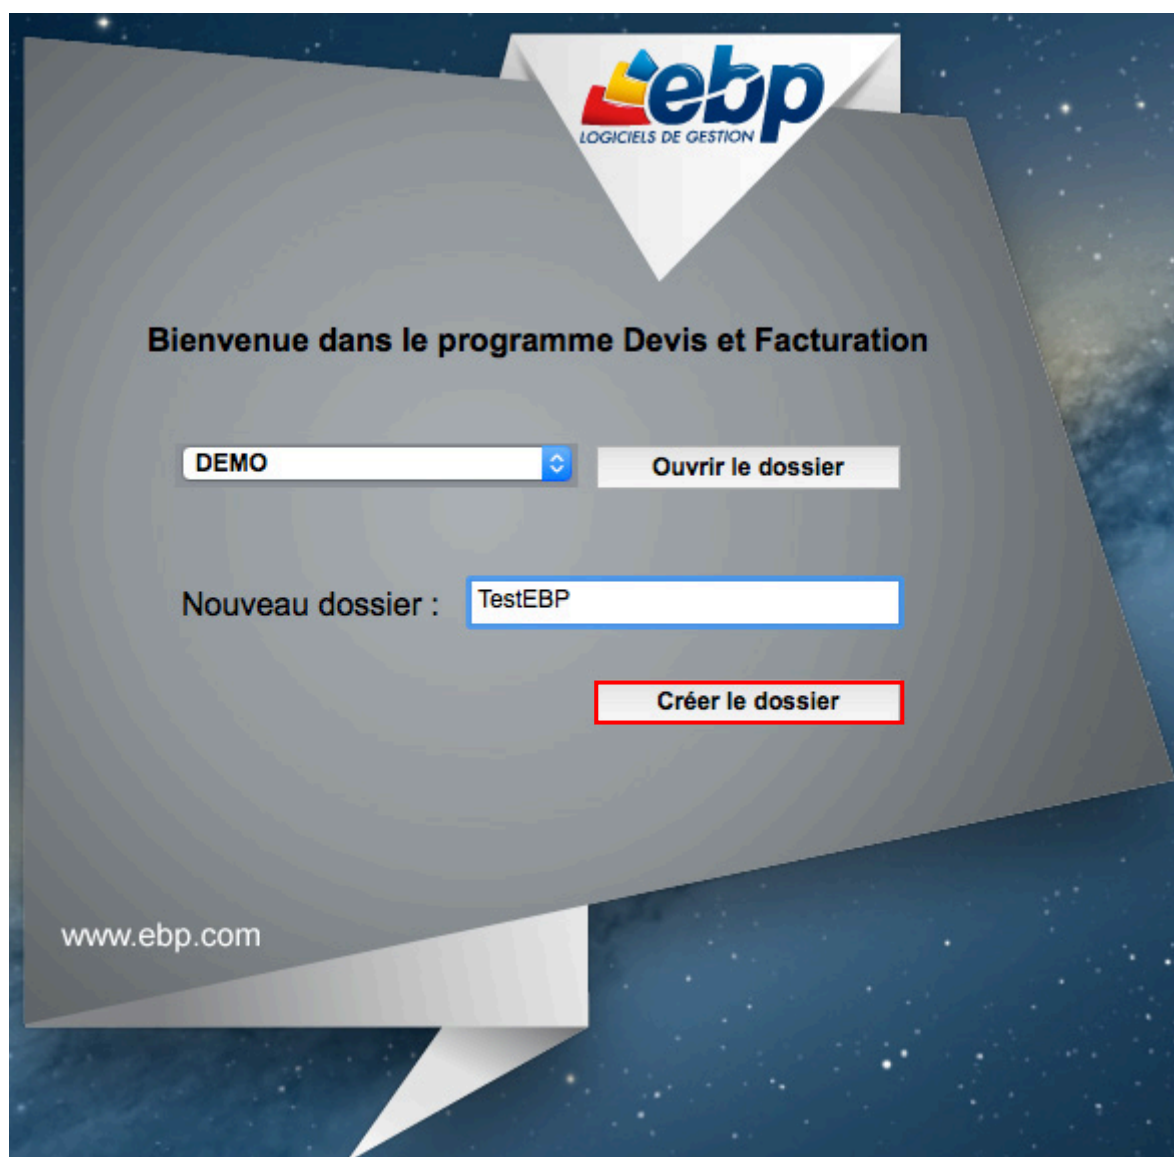 ebp
LOGICIELS DE GESTION
Bienvenue dans le programme Devis et Facturation
DEMO
Ouvrir le dossier
Nouveau dossier :
TestEBP
Créer le dossier
www.ebp.com